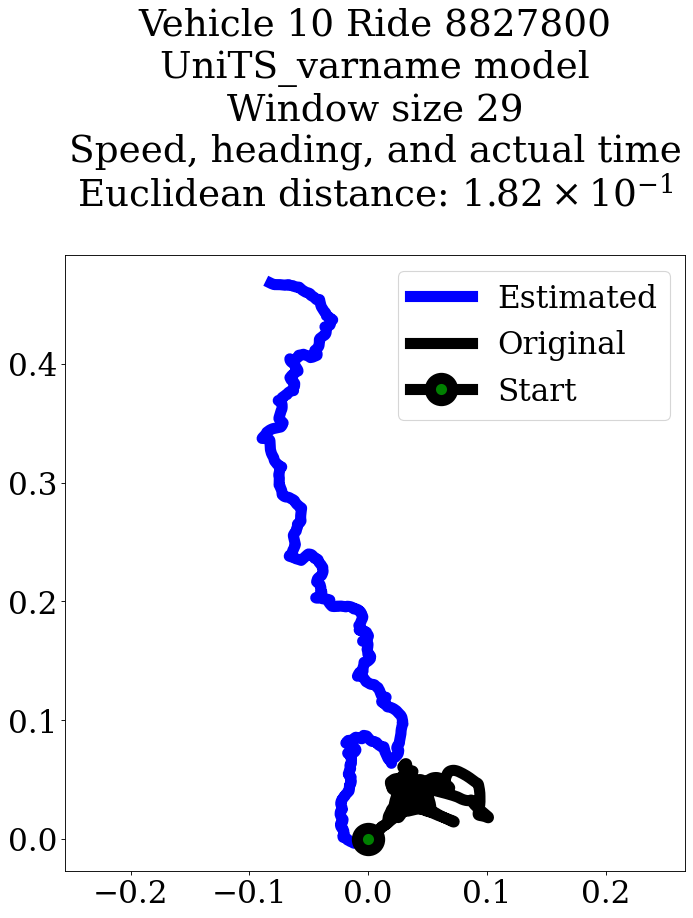 Vehicle 10 Ride 8827800
UniTS_varname model
Window size 29
Speed, heading, and actual time
Euclidean distance: 1.82 × 10⁻¹
Estimated
Original
Start
0.4
0.3
0.2
0.1
0.0
−0.2 −0.1 0.0 0.1 0.2